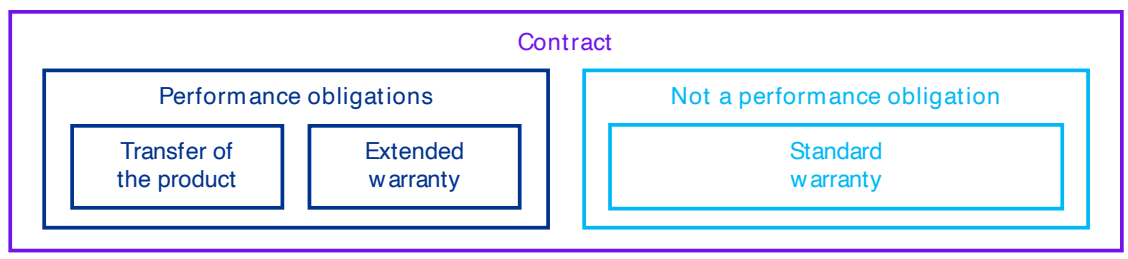 Contract
Performance obligations
Transfer of
the product
Extended
warranty
Not a performance obligation
Standard
warranty